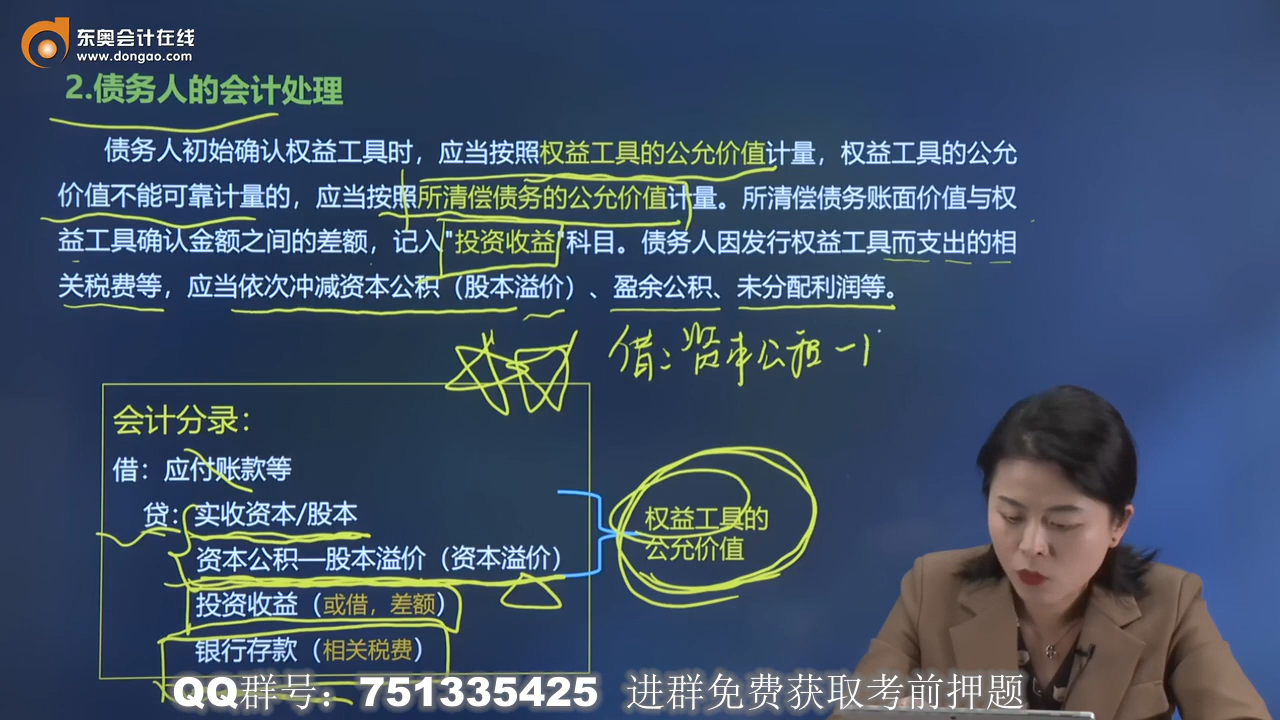 东奥会计在线
www.dongao.com
2.债务人的会计处理
债务人初始确认权益工具时，应当按照权益工具的公允价值计量，权益工具的公允
价值不能可靠计量的，应当按照所清偿债务的公允价值计量。所清偿债务账面价值与权
益工具确认金额之间的差额，记入"投资收益"科目。债务人因发行权益工具而支出的相
关税费等，应当依次冲减资本公积（股本溢价）、盈余公积、未分配利润等。
借：资本公积一
会计分录：
借：应付账款等
贷：实收资本/股本
资本公积—股本溢价（资本溢价）
权益工具的
公允价值
投资收益（或借，差额）
银行存款（相关税费）
QQ群号：751335425 进群免费获取考前押题